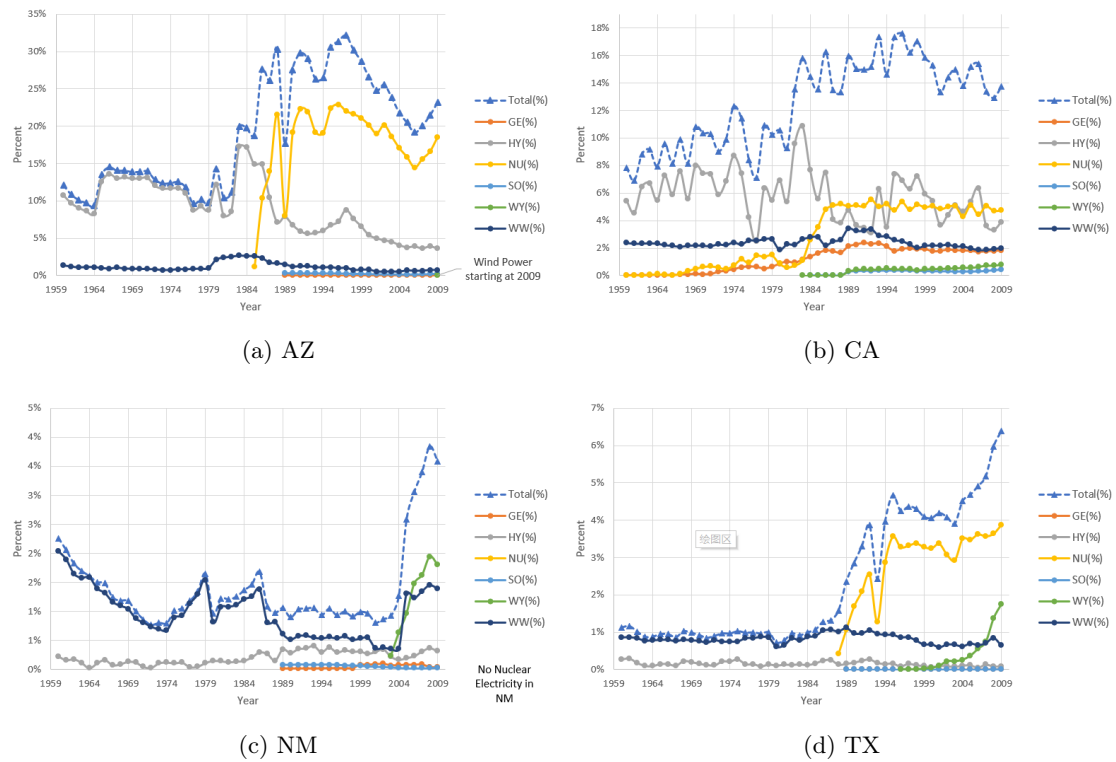 35%
30%
25%
20%
15%
10%
5%
0%
Percent
1959 1964 1969 1974 1979 1984 1989 1994 1999 2004 2009
Year
Total(%)
GE(%)
HY(%)
NU(%)
SO(%)
WY(%)
WW(%)
Wind Power
starting at 2009
(a) AZ
18%
16%
14%
12%
10%
8%
6%
4%
2%
0%
Percent
1959 1964 1969 1974 1979 1984 1989 1994 1999 2004 2009
Year
Total(%)
GE(%)
HY(%)
NU(%)
SO(%)
WY(%)
WW(%)
(b) CA
5%
4%
4%
3%
3%
2%
2%
1%
1%
0%
Percent
1959 1964 1969 1974 1979 1984 1989 1994 1999 2004 2009
Year
Total(%)
GE(%)
HY(%)
SO(%)
WY(%)
WW(%)
No Nuclear
Electricity in
NM
(c) NM
7%
6%
5%
4%
3%
2%
1%
0%
Percent
1959 1964 1969 1974 1979 1984 1989 1994 1999 2004 2009
Year
绘图区
Total(%)
GE(%)
HY(%)
NU(%)
SO(%)
WY(%)
WW(%)
(d) TX